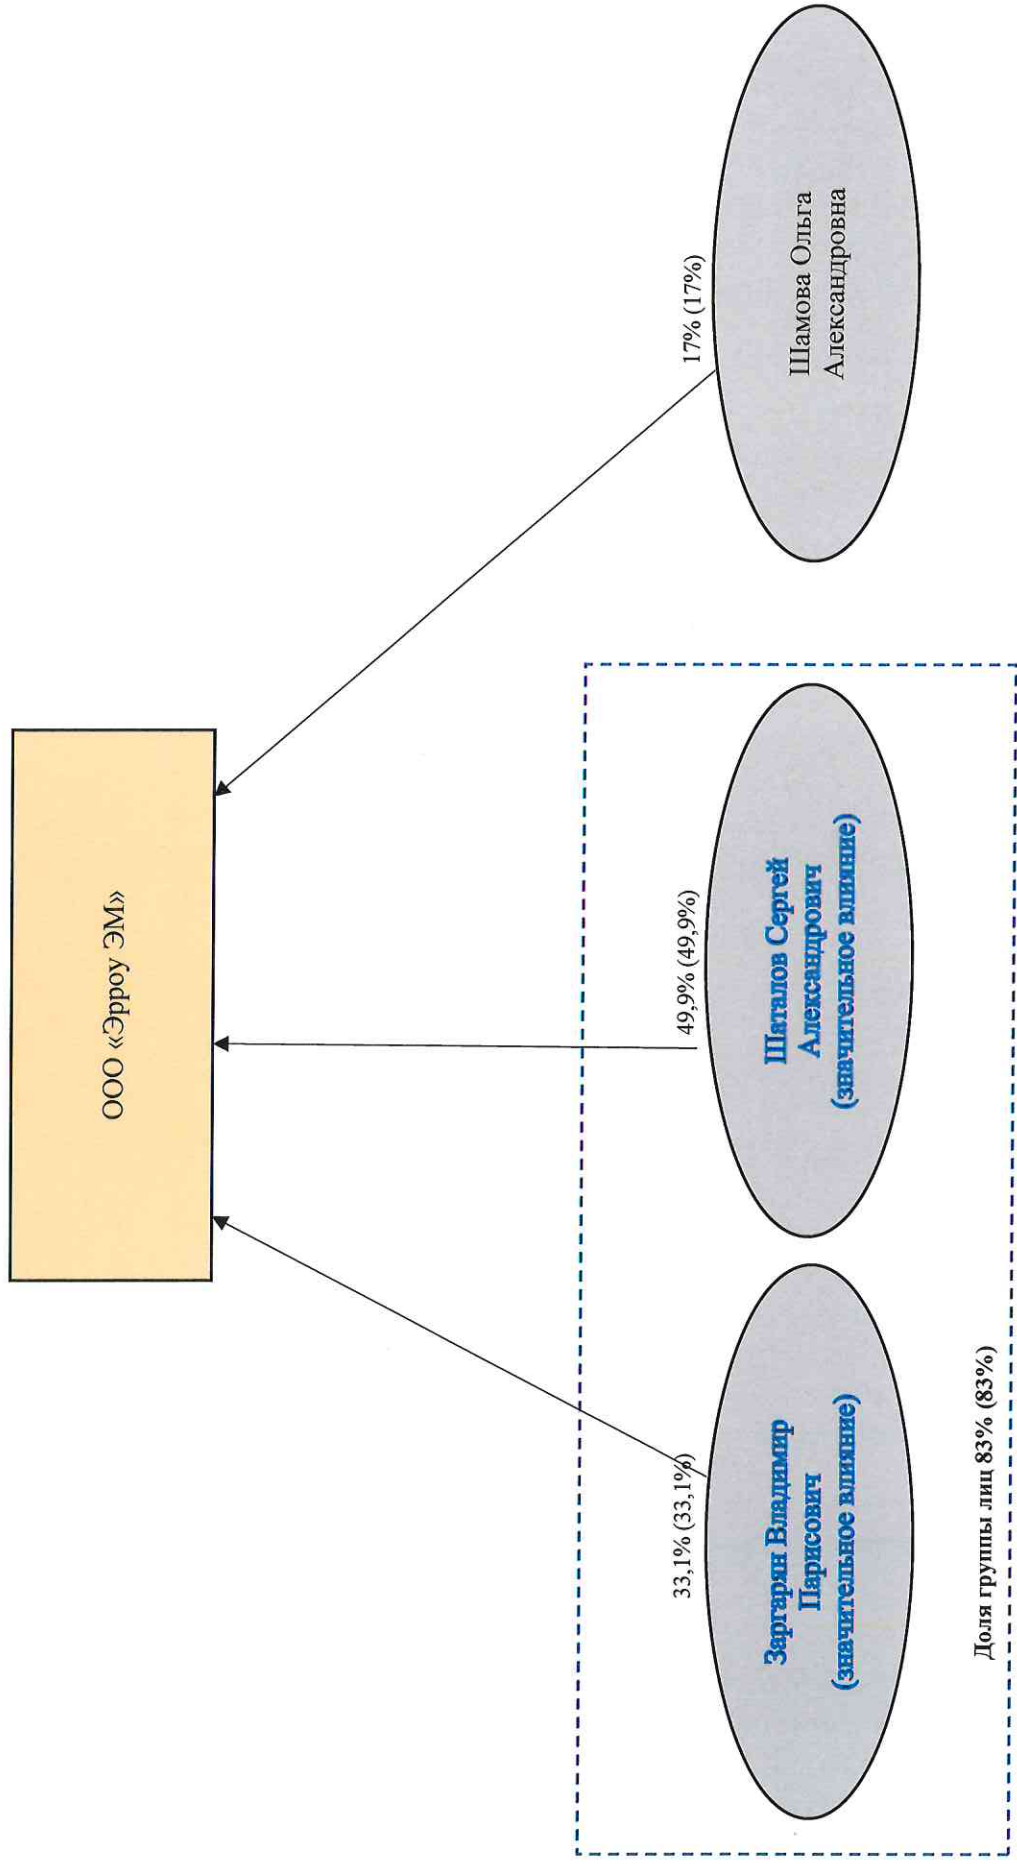 ООО «Эрроу ЭМ»
33,1% (33,1%)
49,9% (49,9%)
17% (17%)
Заргарян Владимир
Парисович
(значительное влияние)
Шаталов Сергей
Александрович
(значительное влияние)
Шамова Ольга
Александровна
Доля группы лиц 83% (83%)